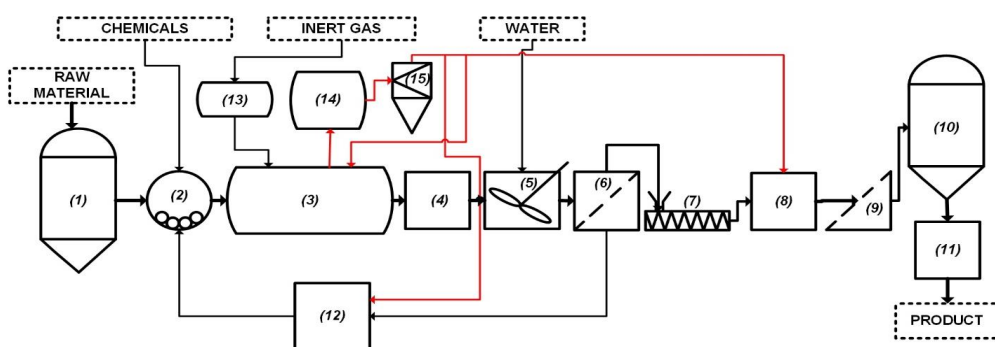 CHEMICALS
INERT GAS
WATER
RAW
MATERIAL
(1)
(2)
(13)
(3)
(14)
(15)
(4)
(5)
(6)
(7)
(8)
(9)
(10)
(11)
(12)
PRODUCT